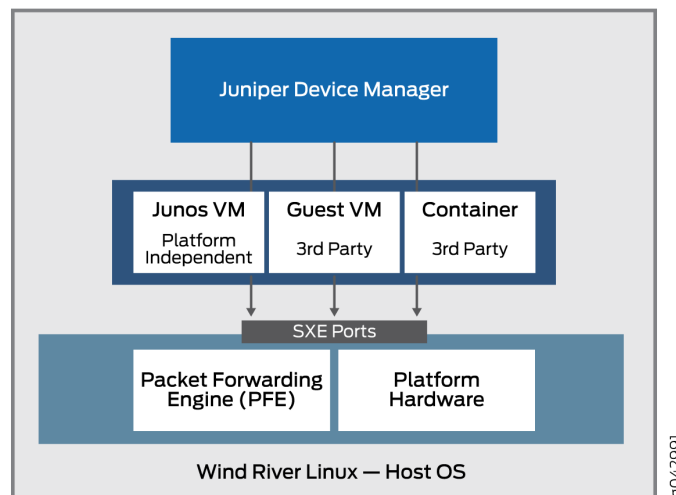 Juniper Device Manager
Junos VM
Platform
Independent
Guest VM
3rd Party
Container
3rd Party
SXE Ports
Packet Forwarding
Engine (PFE)
Platform
Hardware
Wind River Linux — Host OS
g042991